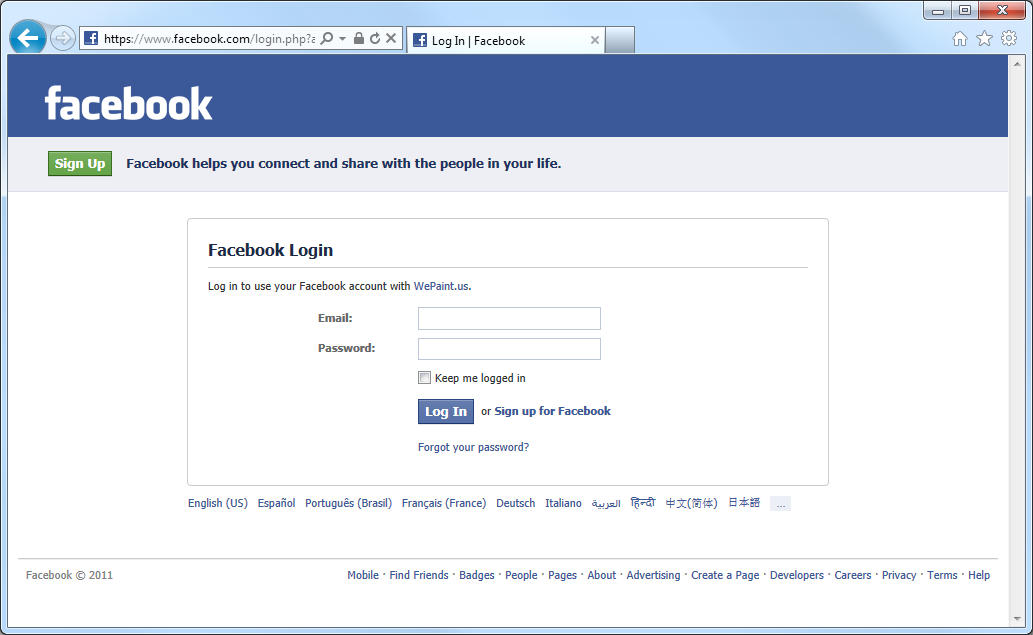 https://www.facebook.com/login.php?a
Log In | Facebook
facebook
Sign Up Facebook helps you connect and share with the people in your life.
Facebook Login
Log in to use your Facebook account with WePaint.us.
Email:
Password:
Keep me logged in
Log In or Sign up for Facebook
Forgot your password?
English (US) Español Português (Brasil) Français (France) Deutsch Italiano العربية हिन्दी 中文(简体) 日本語 ...
Facebook © 2011 Mobile · Find Friends · Badges · People · Pages · About · Advertising · Create a Page · Developers · Careers · Privacy · Terms · Help